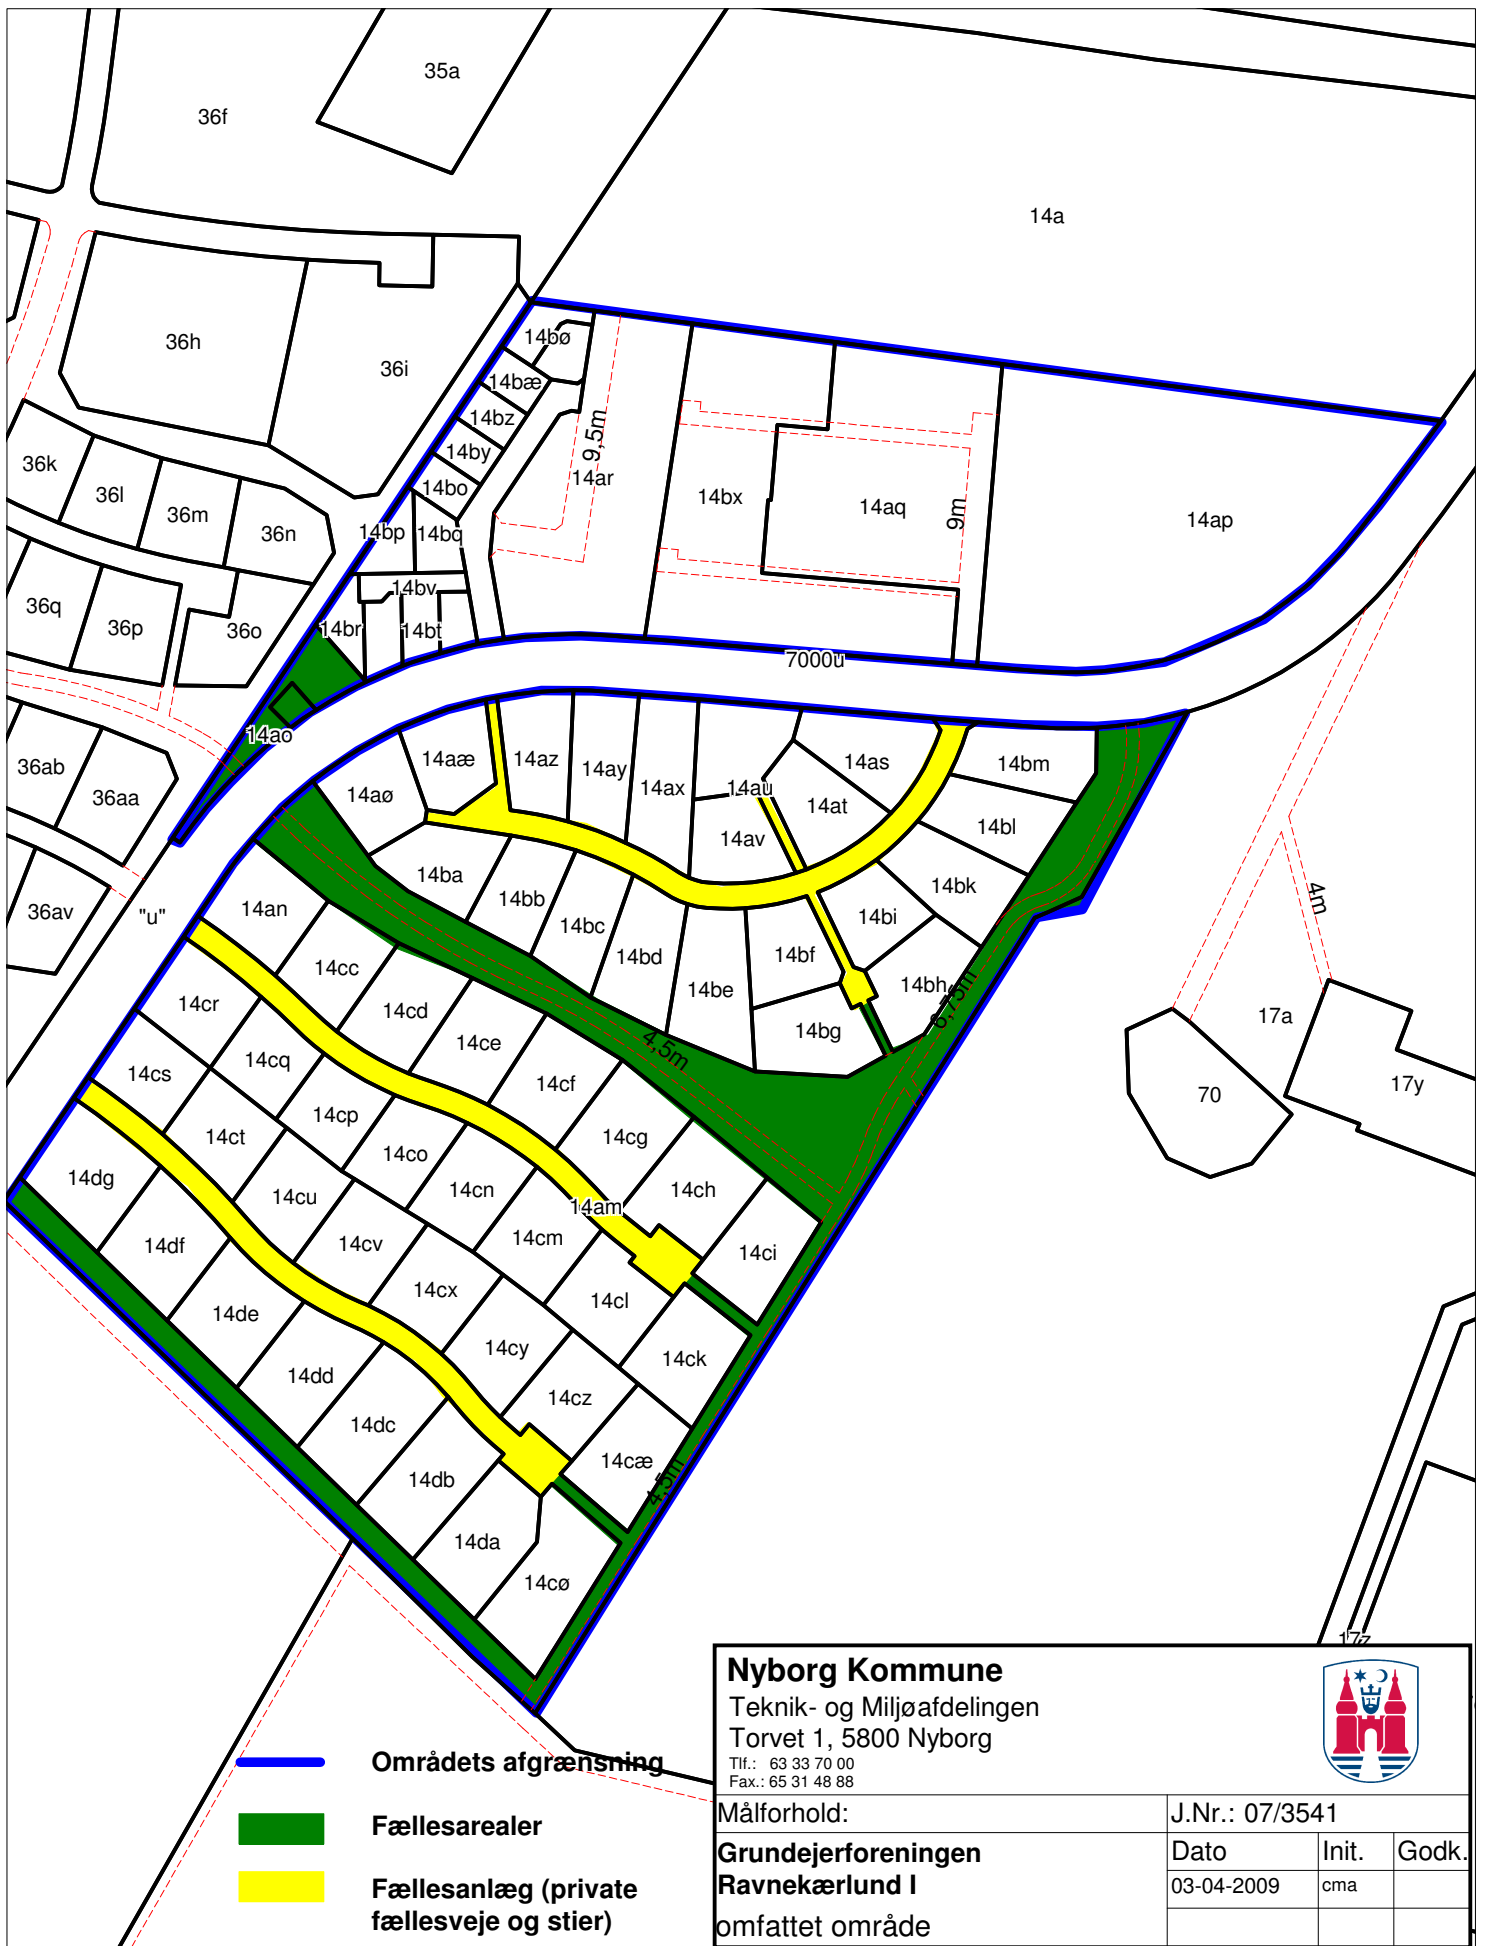 35a
36f
14a
36h
36i
14bø
14bæ
14bz
14by
14bo
14bp
14bq
14bv
14br
14bt
9,5m
14ar
14bx
14aq
9m
14ap
36k
36l
36m
36n
36q
36p
36o
7000u
14ao
36ab
36aa
36av
"u"
14aæ
14aø
14az
14ay
14ax
14au
14av
14as
14at
14bm
14bl
14bk
14bi
14bh
14ba
14bb
14bc
14bd
14be
14bf
14bg
6,75m
4,5m
4m
17a
17y
70
14an
14cc
14cd
14ce
14cf
14cg
14ch
14ci
14cr
14cq
14cp
14co
14cn
14cm
14am
14cl
14ck
14cs
14ct
14cu
14cv
14cx
14cy
14cz
14cæ
4,5m
14dg
14df
14de
14dd
14dc
14db
14da
14cø
17z
Områdets afgrænsning
Fællesarealer
Fællesanlæg (private
fællesveje og stier)
Nyborg Kommune
Teknik- og Miljøafdelingen
Torvet 1, 5800 Nyborg
Tlf.: 63 33 70 00
Fax.: 65 31 48 88
Målforhold:
J.Nr.: 07/3541
Grundejerforeningen
Ravnekærlund I
omfattet område
Dato Init. Godk.
03-04-2009 cma